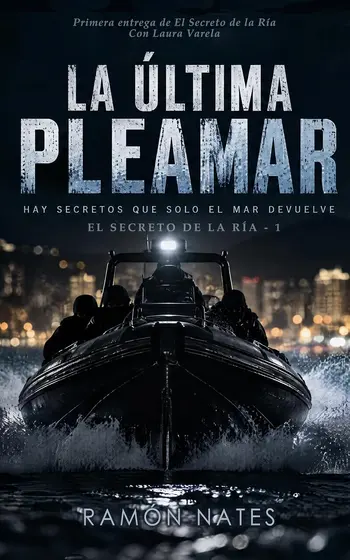 Primera entrega de El Secreto de la Ría
Con Laura Varela
LA ÚLTIMA
PLEAMAR
HAY SECRETOS QUE SOLO EL MAR DEVUELVE
EL SECRETO DE LA RÍA - 1
RAMÓN NATES